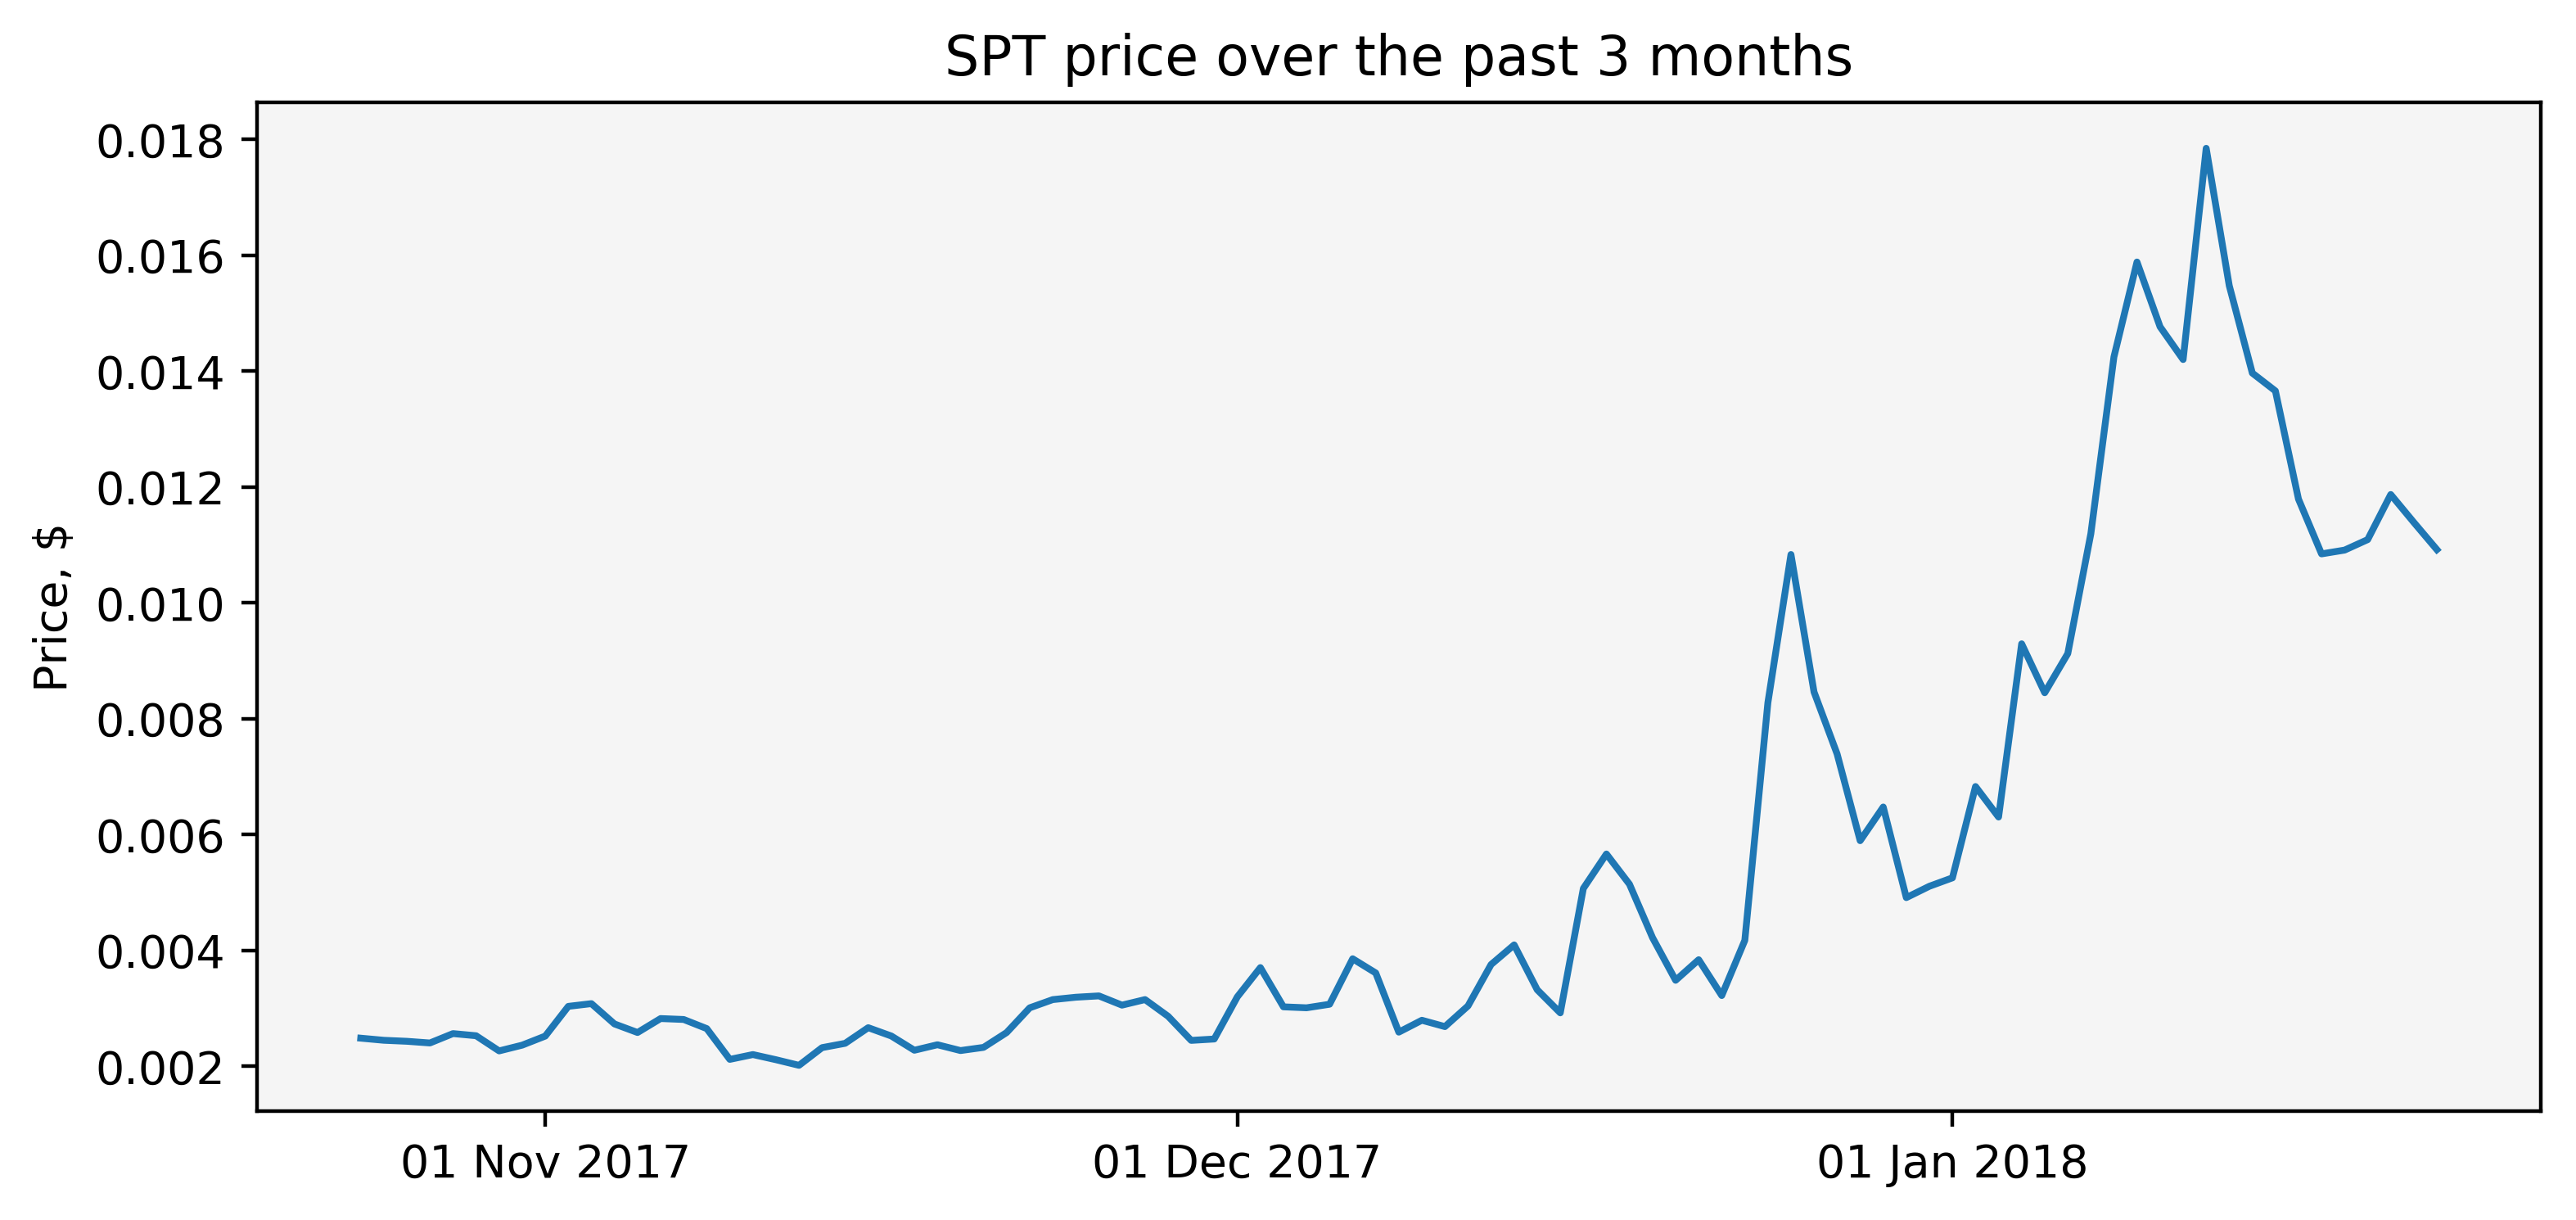 SPT price over the past 3 months
Price, $
0.018
0.016
0.014
0.012
0.010
0.008
0.006
0.004
0.002
01 Nov 2017
01 Dec 2017
01 Jan 2018